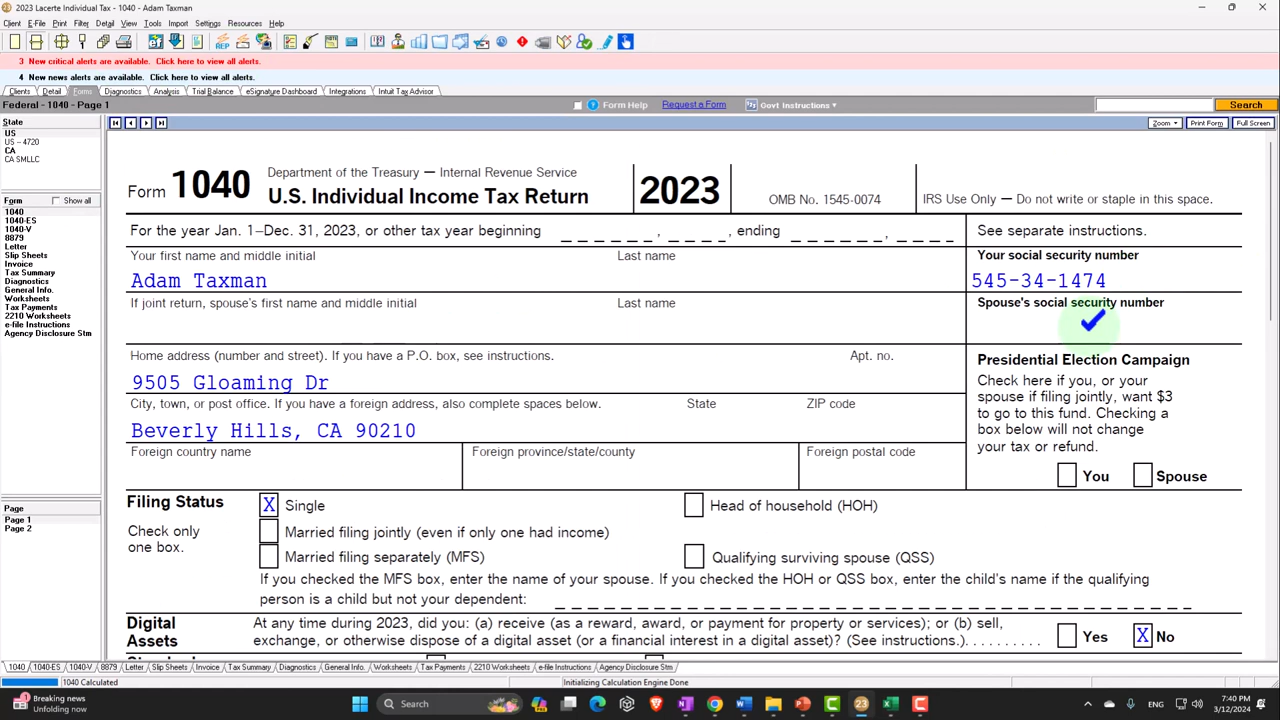 2023 Lacerte Individual Tax - 1040 - Adam Taxman
Client E-File Print Filter Detail View Tools Import Settings Resources Help
3 New critical alerts are available. Click here to view all alerts.
4 New news alerts are available. Click here to view all alerts.
Clients Detail Forms Diagnostics Analysis Trial Balance eSignature Dashboard Integrations Intuit Tax Advisor
Federal - 1040 - Page 1
Form Help Request a Form Govt Instructions Search
State
US
US – 4720
CA
CA SMLLC
Zoom Print Form Full Screen
Form Show all
1040
1040-ES
1040-V
8879
Letter
Slip Sheets
Invoice
Tax Summary
Diagnostics
General Info.
Worksheets
Tax Payments
2210 Worksheets
e-file Instructions
Agency Disclosure Stm
Page
Page 1
Page 2
Form 1040
Department of the Treasury — Internal Revenue Service
U.S. Individual Income Tax Return
2023
OMB No. 1545-0074
IRS Use Only — Do not write or staple in this space.
For the year Jan. 1–Dec. 31, 2023, or other tax year beginning , , ending , See separate instructions.
Your first name and middle initial Last name Your social security number
Adam Taxman 545-34-1474
If joint return, spouse's first name and middle initial Last name Spouse's social security number
Home address (number and street). If you have a P.O. box, see instructions. Apt. no.
9505 Gloaming Dr
City, town, or post office. If you have a foreign address, also complete spaces below. State ZIP code
Beverly Hills, CA 90210
Foreign country name Foreign province/state/county Foreign postal code
Presidential Election Campaign
Check here if you, or your
spouse if filing jointly, want $3
to go to this fund. Checking a
box below will not change
your tax or refund.
You Spouse
Filing Status X Single Head of household (HOH)
Check only
one box.
Married filing jointly (even if only one had income)
Married filing separately (MFS) Qualifying surviving spouse (QSS)
If you checked the MFS box, enter the name of your spouse. If you checked the HOH or QSS box, enter the child's name if the qualifying
person is a child but not your dependent:
Digital
Assets
At any time during 2023, did you: (a) receive (as a reward, award, or payment for property or services); or (b) sell,
exchange, or otherwise dispose of a digital asset (or a financial interest in a digital asset)? (See instructions.) Yes X No
1040 1040-ES 1040-V 8879 Letter Slip Sheets Invoice Tax Summary Diagnostics General Info. Worksheets Tax Payments 2210 Worksheets e-file Instructions Agency Disclosure Stm
1040 Calculated Initializing Calculation Engine Done
Breaking news
Unfolding now
Search
ENG
7:40 PM
3/12/2024